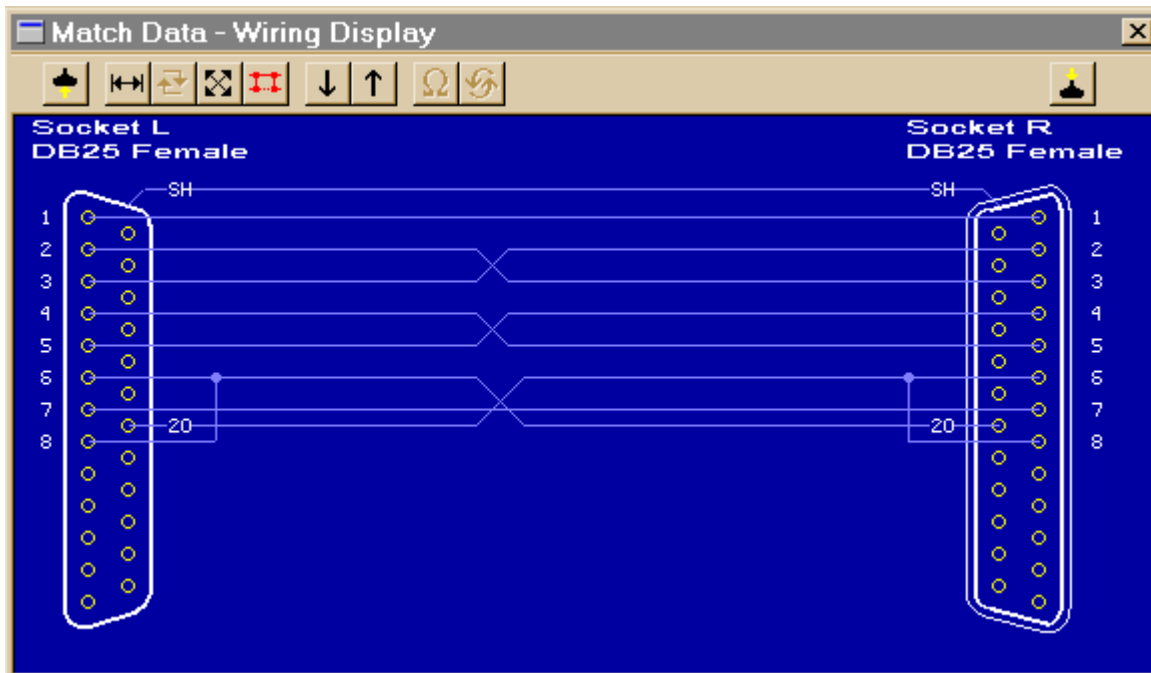 Match Data - Wiring Display
Ω
Socket L
DB25 Female
Socket R
DB25 Female
SH SH
1 1
2 2
3 3
4 4
5 5
6 6
7 7
20 20
8 8